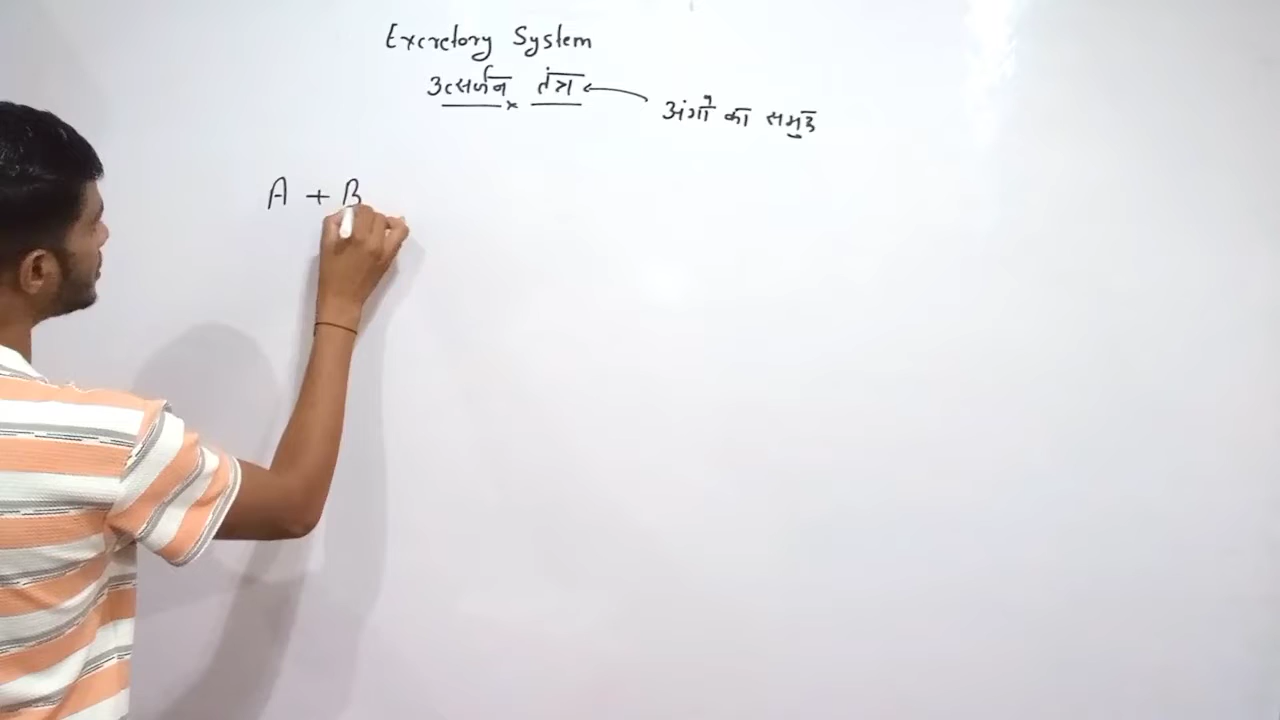 Excretory System
उत्सर्जन तंत्र
अंगों का समुह
A + B